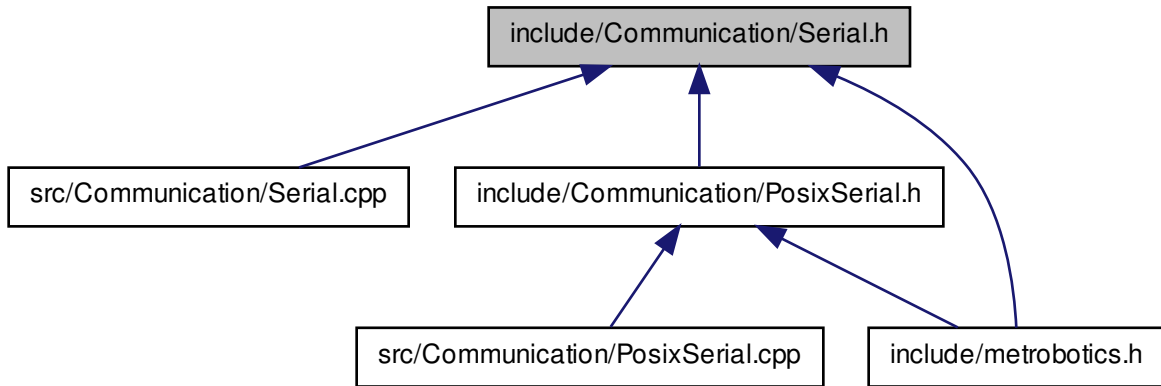 include/Communication/Serial.h
src/Communication/Serial.cpp
include/Communication/PosixSerial.h
src/Communication/PosixSerial.cpp
include/metrobotics.h